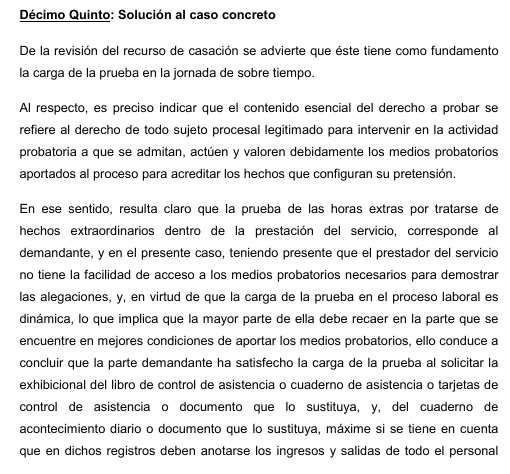 Décimo Quinto: Solución al caso concreto
De la revisión del recurso de casación se advierte que éste tiene como fundamento
la carga de la prueba en la jornada de sobre tiempo.
Al respecto, es preciso indicar que el contenido esencial del derecho a probar se
refiere al derecho de todo sujeto procesal legitimado para intervenir en la actividad
probatoria a que se admitan, actúen y valoren debidamente los medios probatorios
aportados al proceso para acreditar los hechos que configuran su pretensión.
En ese sentido, resulta claro que la prueba de las horas extras por tratarse de
hechos extraordinarios dentro de la prestación del servicio, corresponde al
demandante, y en el presente caso, teniendo presente que el prestador del servicio
no tiene la facilidad de acceso a los medios probatorios necesarios para demostrar
las alegaciones, y, en virtud de que la carga de la prueba en el proceso laboral es
dinámica, lo que implica que la mayor parte de ella debe recaer en la parte que se
encuentre en mejores condiciones de aportar los medios probatorios, ello conduce a
concluir que la parte demandante ha satisfecho la carga de la prueba al solicitar la
exhibicional del libro de control de asistencia o cuaderno de asistencia o tarjetas de
control de asistencia o documento que lo sustituya, y, del cuaderno de
acontecimiento diario o documento que lo sustituya, máxime si se tiene en cuenta
que en dichos registros deben anotarse los ingresos y salidas de todo el personal